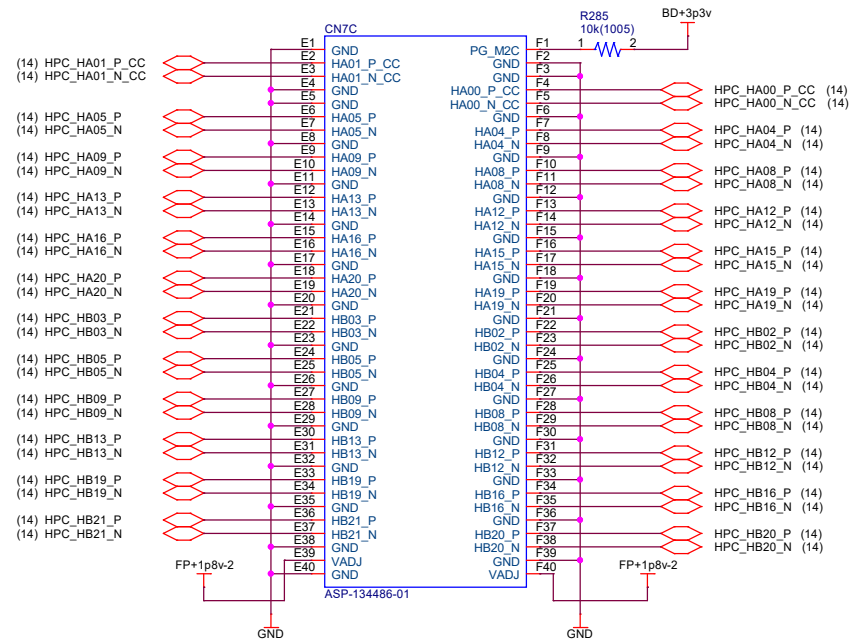 R285
10k(1005)
BD+3p3v
CN7C
E1 GND PG_M2C F1 1 2
E2 GND F2
(14) HPC_HA01_P_CC HA01_P_CC
E3 GND F3
(14) HPC_HA01_N_CC HA01_N_CC
E4 GND HA00_P_CC F4 HPC_HA00_P_CC (14)
E5 GND HA00_N_CC F5 HPC_HA00_N_CC (14)
(14) HPC_HA05_P E6 HA05_P GND F6
(14) HPC_HA05_N E7 HA05_N HA04_P F7 HPC_HA04_P (14)
E8 GND HA04_N F8 HPC_HA04_N (14)
(14) HPC_HA09_P E9 HA09_P GND F9
(14) HPC_HA09_N E10 HA09_N HA08_P F10 HPC_HA08_P (14)
E11 GND HA08_N F11 HPC_HA08_N (14)
(14) HPC_HA13_P E12 HA13_P GND F12
(14) HPC_HA13_N E13 HA13_N HA12_P F13 HPC_HA12_P (14)
E14 GND HA12_N F14 HPC_HA12_N (14)
(14) HPC_HA16_P E15 HA16_P GND F15
(14) HPC_HA16_N E16 HA16_N HA15_P F16 HPC_HA15_P (14)
E17 GND HA15_N F17 HPC_HA15_N (14)
(14) HPC_HA20_P E18 HA20_P GND F18
(14) HPC_HA20_N E19 HA20_N HA19_P F19 HPC_HA19_P (14)
E20 GND HA19_N F20 HPC_HA19_N (14)
(14) HPC_HB03_P E21 HB03_P GND F21
(14) HPC_HB03_N E22 HB03_N HB02_P F22 HPC_HB02_P (14)
E23 GND HB02_N F23 HPC_HB02_N (14)
(14) HPC_HB05_P E24 HB05_P GND F24
(14) HPC_HB05_N E25 HB05_N HB04_P F25 HPC_HB04_P (14)
E26 GND HB04_N F26 HPC_HB04_N (14)
(14) HPC_HB09_P E27 HB09_P GND F27
(14) HPC_HB09_N E28 HB09_N HB08_P F28 HPC_HB08_P (14)
E29 GND HB08_N F29 HPC_HB08_N (14)
(14) HPC_HB13_P E30 HB13_P GND F30
(14) HPC_HB13_N E31 HB13_N HB12_P F31 HPC_HB12_P (14)
E32 GND HB12_N F32 HPC_HB12_N (14)
(14) HPC_HB19_P E33 HB19_P GND F33
(14) HPC_HB19_N E34 HB19_N HB16_P F34 HPC_HB16_P (14)
E35 GND HB16_N F35 HPC_HB16_N (14)
(14) HPC_HB21_P E36 HB21_P GND F36
(14) HPC_HB21_N E37 HB21_N HB20_P F37 HPC_HB20_P (14)
E38 GND HB20_N F38 HPC_HB20_N (14)
E39 VADJ GND F39
FP+1p8v-2 E40 GND VADJ F40 FP+1p8v-2
ASP-134486-01
GND GND